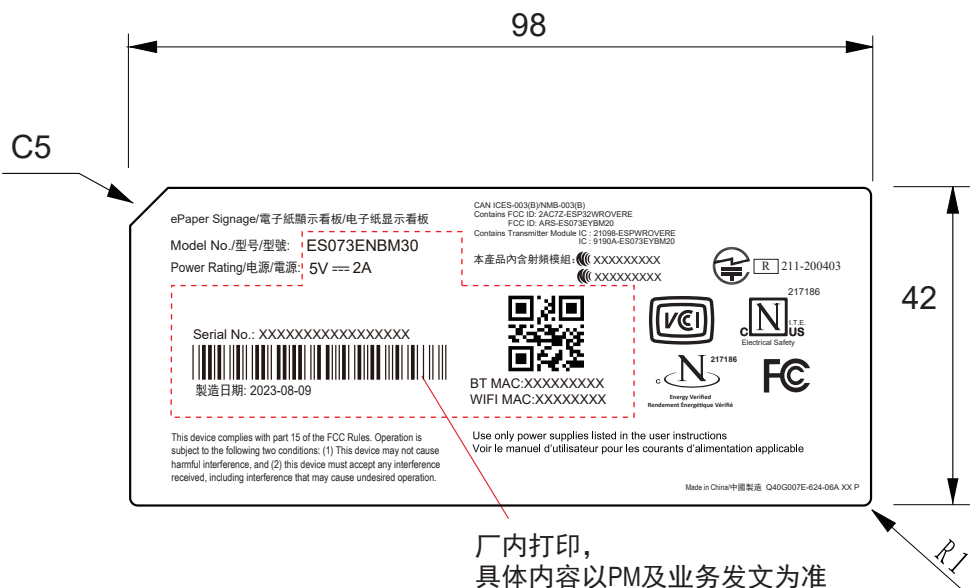 98
C5
42
ePaper Signage/電子紙顯示看板/电子纸显示看板
Model No./型号/型號: ES073ENBM30
Power Rating/电源/電源: 5V 2A
CAN ICES-003(B)/NMB-003(B)
Contains FCC ID: 2AC7Z-ESP32WROVERE
FCC ID: ARS-ES073EYBM20
Contains Transmitter Module IC : 21098-ESPWROVERE
IC : 9190A-ES073EYBM20
本產品內含射頻模組: XXXXXXXXX
XXXXXXXXX
R 211-200403
217186
VCI
C N US
I.T.E.
Electrical Safety
217186
c N
Energy Verified
Rendement Énergétique Vérifié
FC
Serial No.: XXXXXXXXXXXXXXXXX
製造日期: 2023-08-09
BT MAC:XXXXXXXXX
WIFI MAC:XXXXXXXX
This device complies with part 15 of the FCC Rules. Operation is
subject to the following two conditions: (1) This device may not cause
harmful interference, and (2) this device must accept any interference
received, including interference that may cause undesired operation.
Use only power supplies listed in the user instructions
Voir le manuel d'utilisateur pour les courants d'alimentation applicable
Made in China/中國製造 Q40G007E-624-06A XX P
厂内打印，
具体内容以PM及业务发文为准
R1